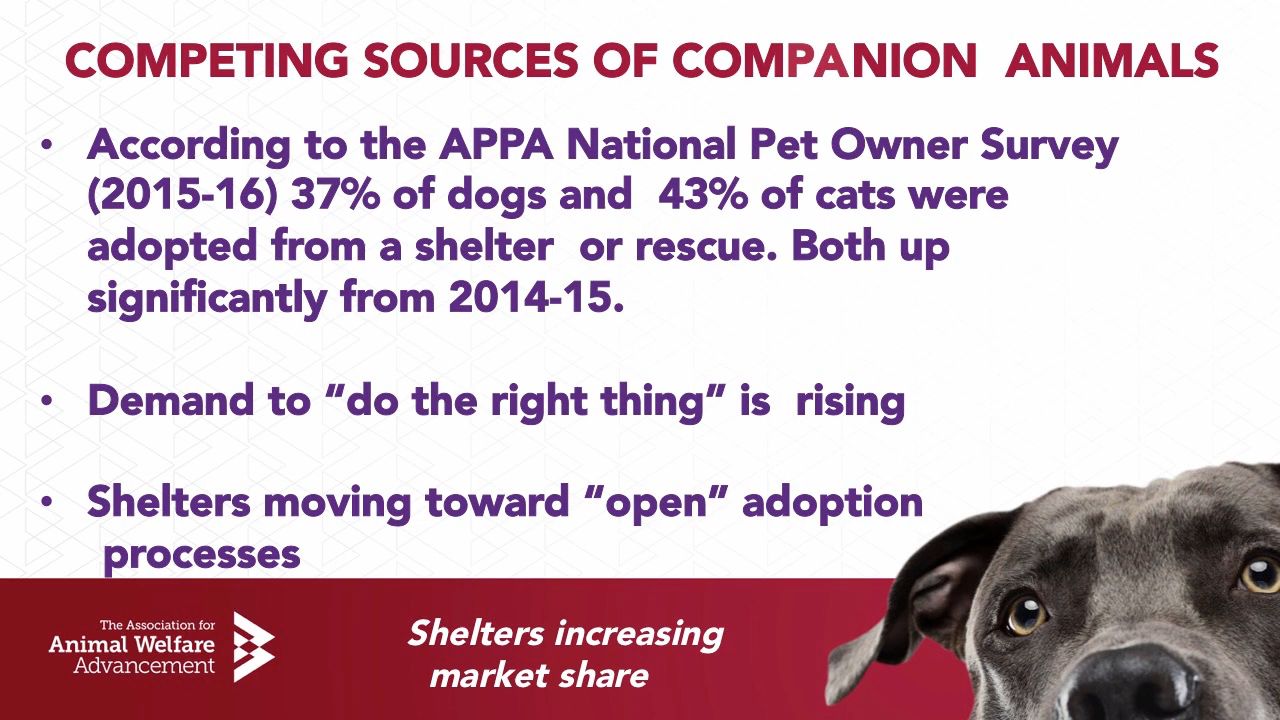 COMPETING SOURCES OF COMPANION ANIMALS
• According to the APPA National Pet Owner Survey
(2015-16) 37% of dogs and 43% of cats were
adopted from a shelter or rescue. Both up
significantly from 2014-15.
• Demand to “do the right thing” is rising
• Shelters moving toward “open” adoption
processes
The Association for
Animal Welfare
Advancement
Shelters increasing
market share